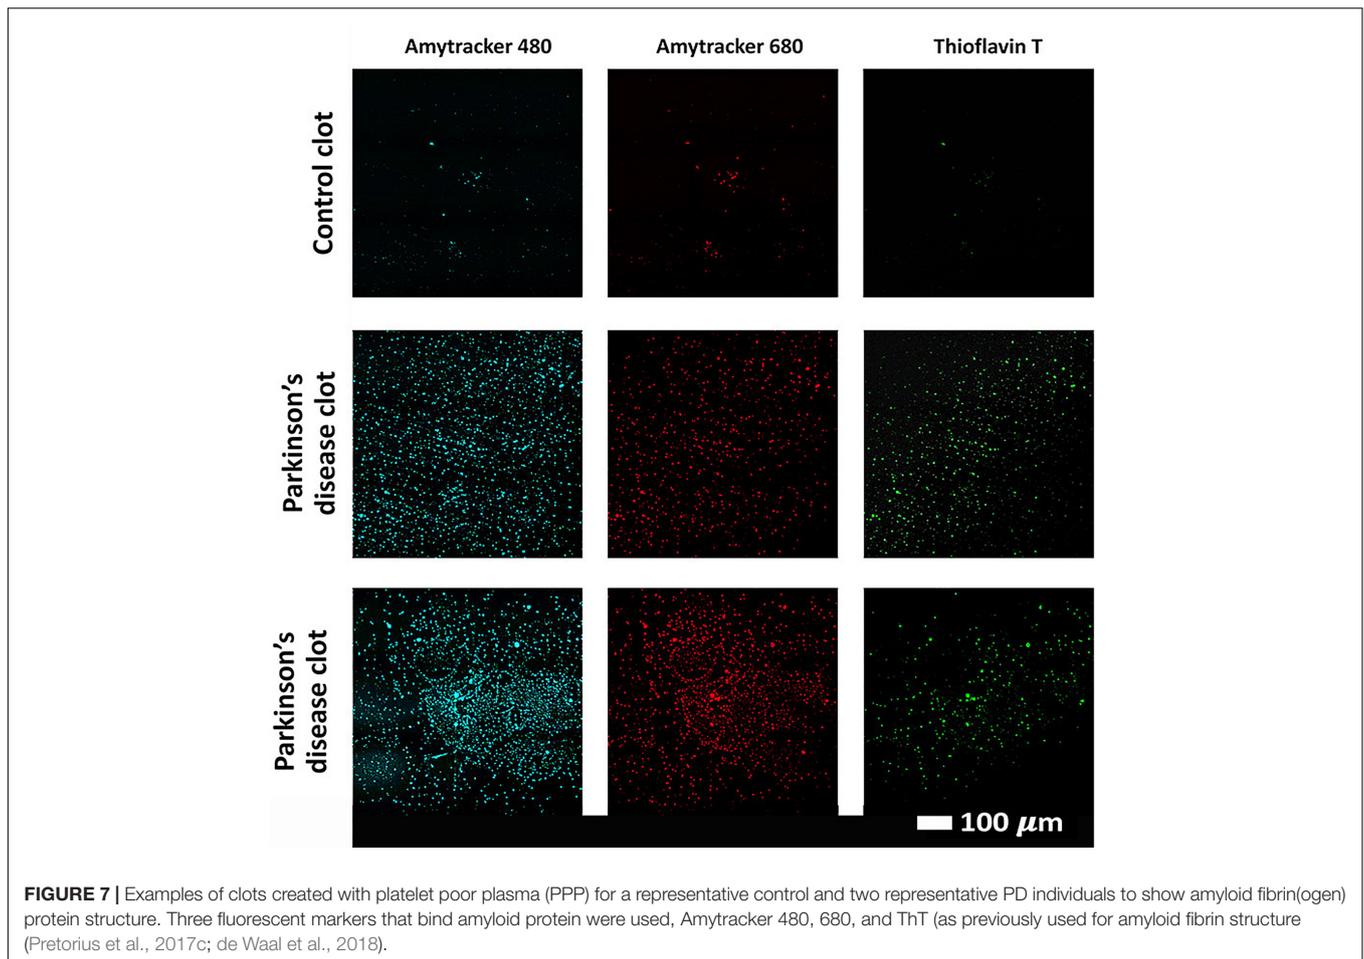 Amytracker 480 Amytracker 680 Thioflavin T
Control clot
Parkinson's
disease clot
Parkinson's
disease clot
100 μm
FIGURE 7 | Examples of clots created with platelet poor plasma (PPP) for a representative control and two representative PD individuals to show amyloid fibrin(ogen)
protein structure. Three fluorescent markers that bind amyloid protein were used, Amytracker 480, 680, and ThT (as previously used for amyloid fibrin structure
(Pretorius et al., 2017c; de Waal et al., 2018).